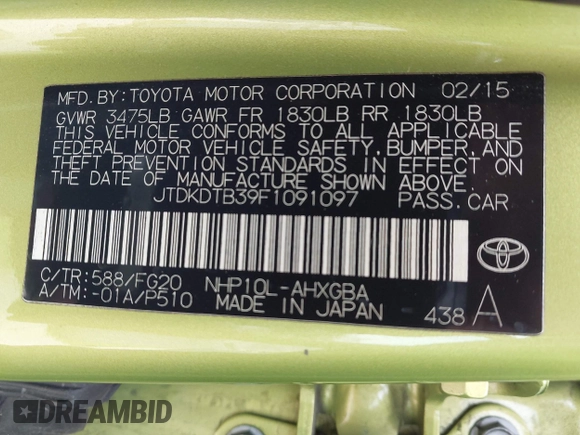 MFD.BY:TOYOTA MOTOR CORPORATION 02/15
GVWR 3475LB GAWR FR 1830LB RR 1830LB
THIS VEHICLE CONFORMS TO ALL APPLICABLE
FEDERAL MOTOR VEHICLE SAFETY, BUMPER, AND
THEFT PREVENTION STANDARDS IN EFFECT ON
THE DATE OF MANUFACTURE SHOWN ABOVE.
JTDKDTB39F1091097 PASS.CAR
C/TR:588/FG20 NHP10L-AHXGBA
A/TM:-01A/P510 MADE IN JAPAN 438 A
DREAMBID